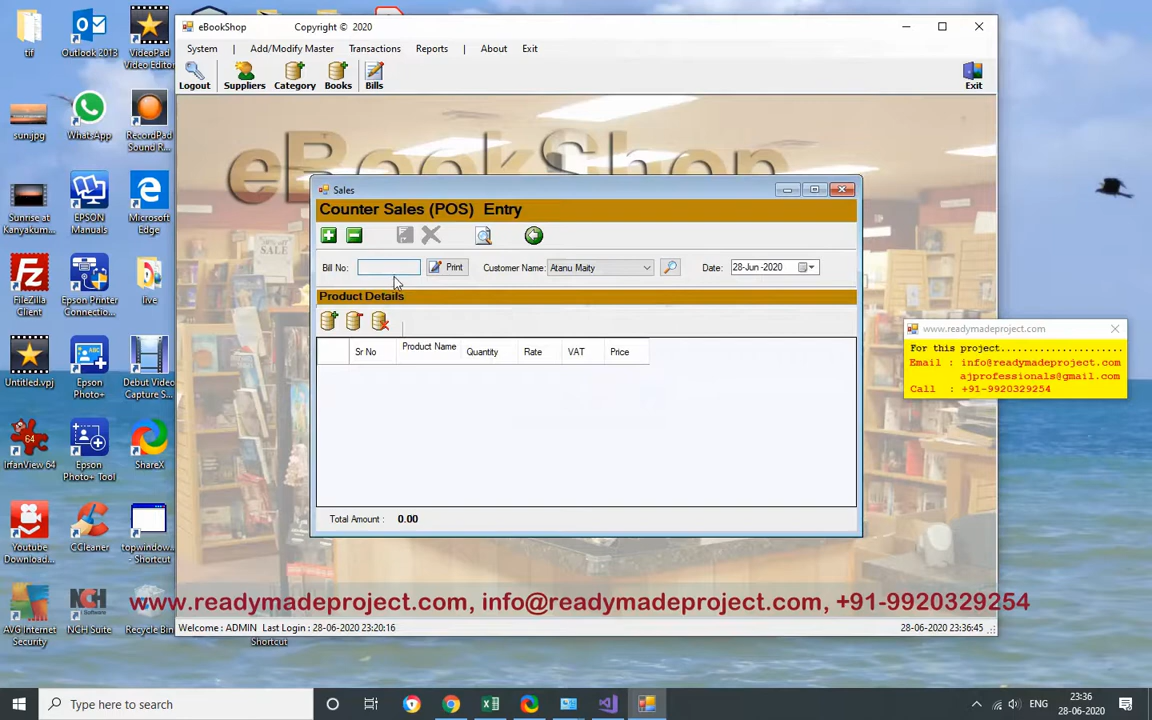 tif
Outlook 2013
VideoPad
Video Editor
sun.jpg
WhatsApp
RecordPad
Sound R...
Sunrise at
Kanyakum...
EPSON
Manuals
Microsoft
Edge
FileZilla
Client
Epson Printer
Connectio...
live
Untitled.vpj
Epson
Photo+
Debut Video
Capture S...
64
IrfanView 64
Epson
Photo+ Tool
ShareX
Youtube
Download...
CCleaner
topwindow...
- Shortcut
AVG Internet
Security
NCH Suite
Recycle Bin
Shortcut
eBookShop Copyright © 2020
System Add/Modify Master Transactions Reports About Exit
Logout Suppliers Category Books Bills Exit
eBookShop
SALE
Sales
Counter Sales (POS) Entry
Bill No: Print Customer Name: Atanu Maity Date: 28-Jun-2020
Product Details
Sr No Product Name Quantity Rate VAT Price
Total Amount : 0.00
www.readymadeproject.com
For this project......................
Email : info@readymadeproject.com
ajprofessionals@gmail.com
Call : +91-9920329254
www.readymadeproject.com, info@readymadeproject.com, +91-9920329254
Welcome : ADMIN Last Login : 28-06-2020 23:20:16 28-06-2020 23:36:45
Type here to search
ENG
23:36
28-06-2020